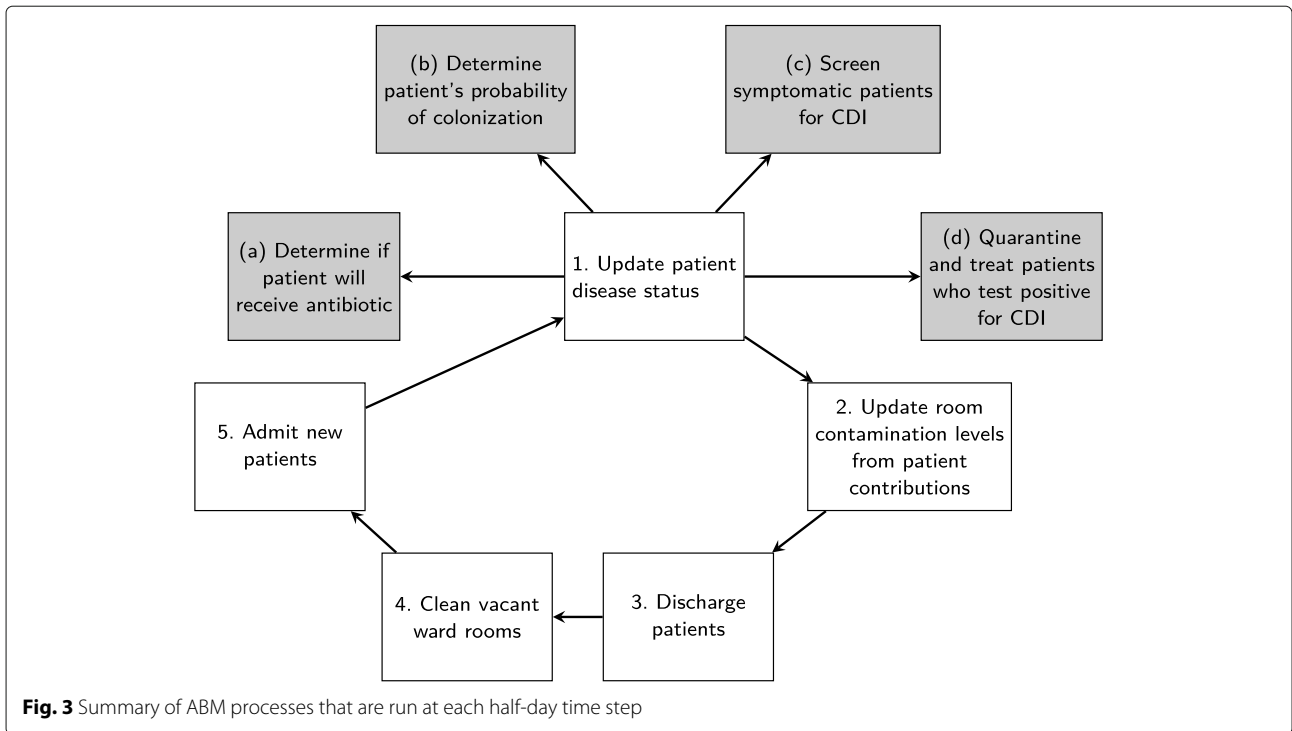 (b) Determine
patient's probability
of colonization
(c) Screen
symptomatic patients
for CDI
(a) Determine if
patient will
receive antibiotic
1. Update patient
disease status
(d) Quarantine
and treat patients
who test positive
for CDI
5. Admit new
patients
2. Update room
contamination levels
from patient
contributions
4. Clean vacant
ward rooms
3. Discharge
patients
Fig. 3 Summary of ABM processes that are run at each half-day time step